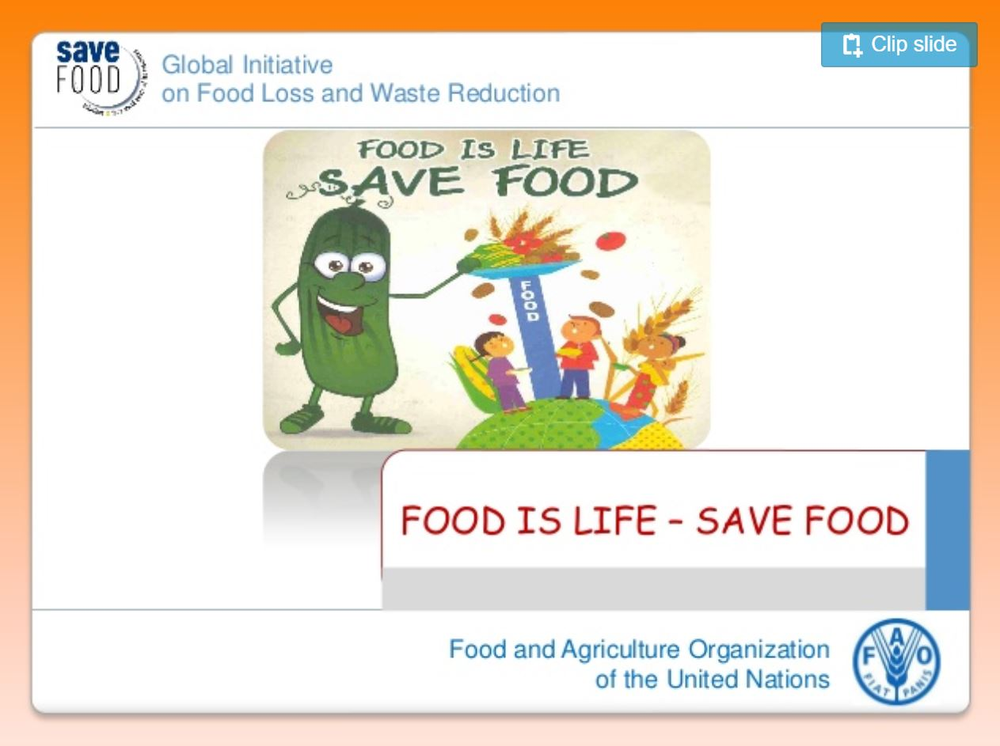 save
FOOD
Global Initiative
on Food Loss and Waste Reduction
Clip slide
FOOD IS LIFE
SAVE FOOD
FOOD
FOOD IS LIFE – SAVE FOOD
Food and Agriculture Organization
of the United Nations
F A O
FIAT PANIS